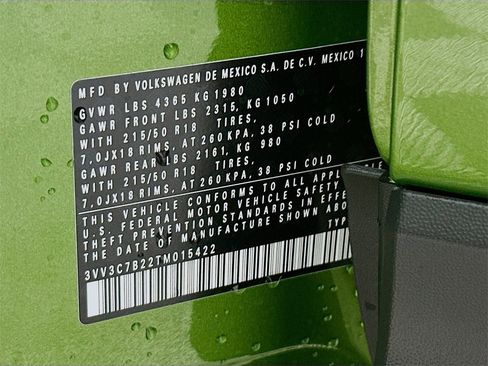 MFD BY VOLKSWAGEN DE MEXICO S.A. DE C.V. MEXICO 1
GVWR LBS 4365 KG 1980
GAWR FRONT LBS 2315, KG 1050
WITH 215/50 R18 TIRES,
7,0JX18 RIMS, AT 260 KPA, 38 PSI COLD
GAWR REAR LBS 2161, KG 980
WITH 215/50 R18 TIRES,
7,0JX18 RIMS, AT 260 KPA, 38 PSI COLD
THIS VEHICLE CONFORMS TO ALL APPL
U.S. FEDERAL MOTOR VEHICLE SAFETY
THEFT PREVENTION STANDARDS IN EFFE
THE DATE OF MANUFACTURE SHOWN ABO
3VV3C7B22TM015422 TYP